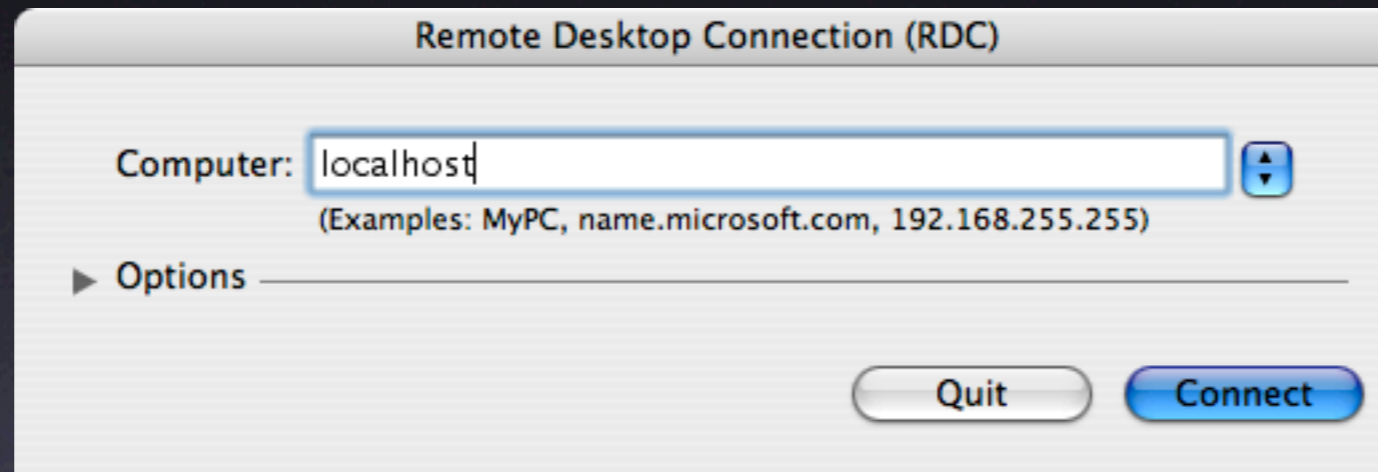 Remote Desktop Connection (RDC)
Computer: localhost
(Examples: MyPC, name.microsoft.com, 192.168.255.255)
Options
Quit Connect